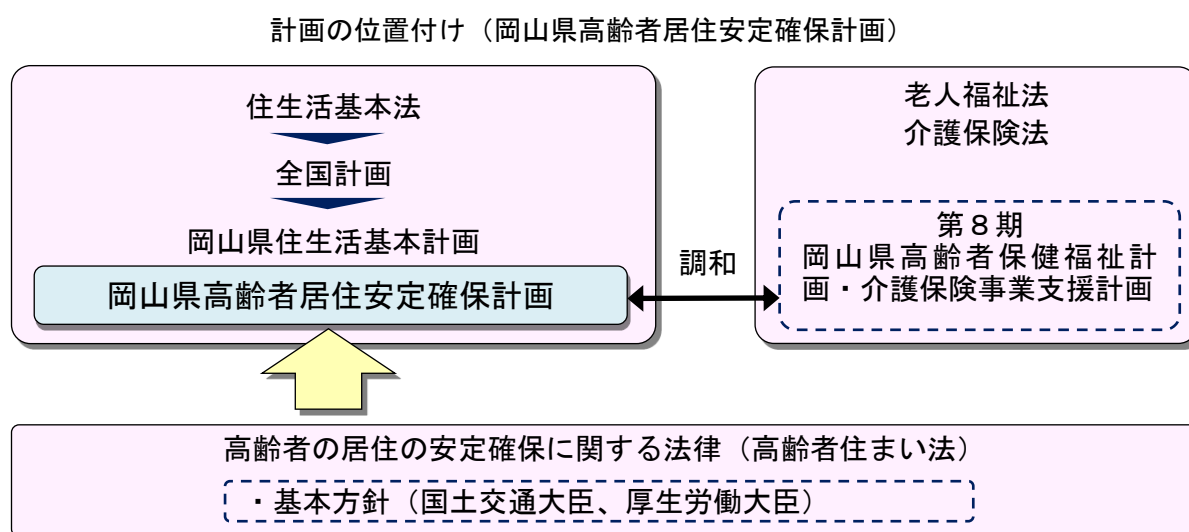 計画の位置付け（岡山県高齢者居住安定確保計画）
住生活基本法
全国計画
岡山県住生活基本計画
岡山県高齢者居住安定確保計画
調和
老人福祉法
介護保険法
第８期
岡山県高齢者保健福祉計
画・介護保険事業支援計画
高齢者の居住の安定確保に関する法律（高齢者住まい法）
・基本方針（国土交通大臣、厚生労働大臣）